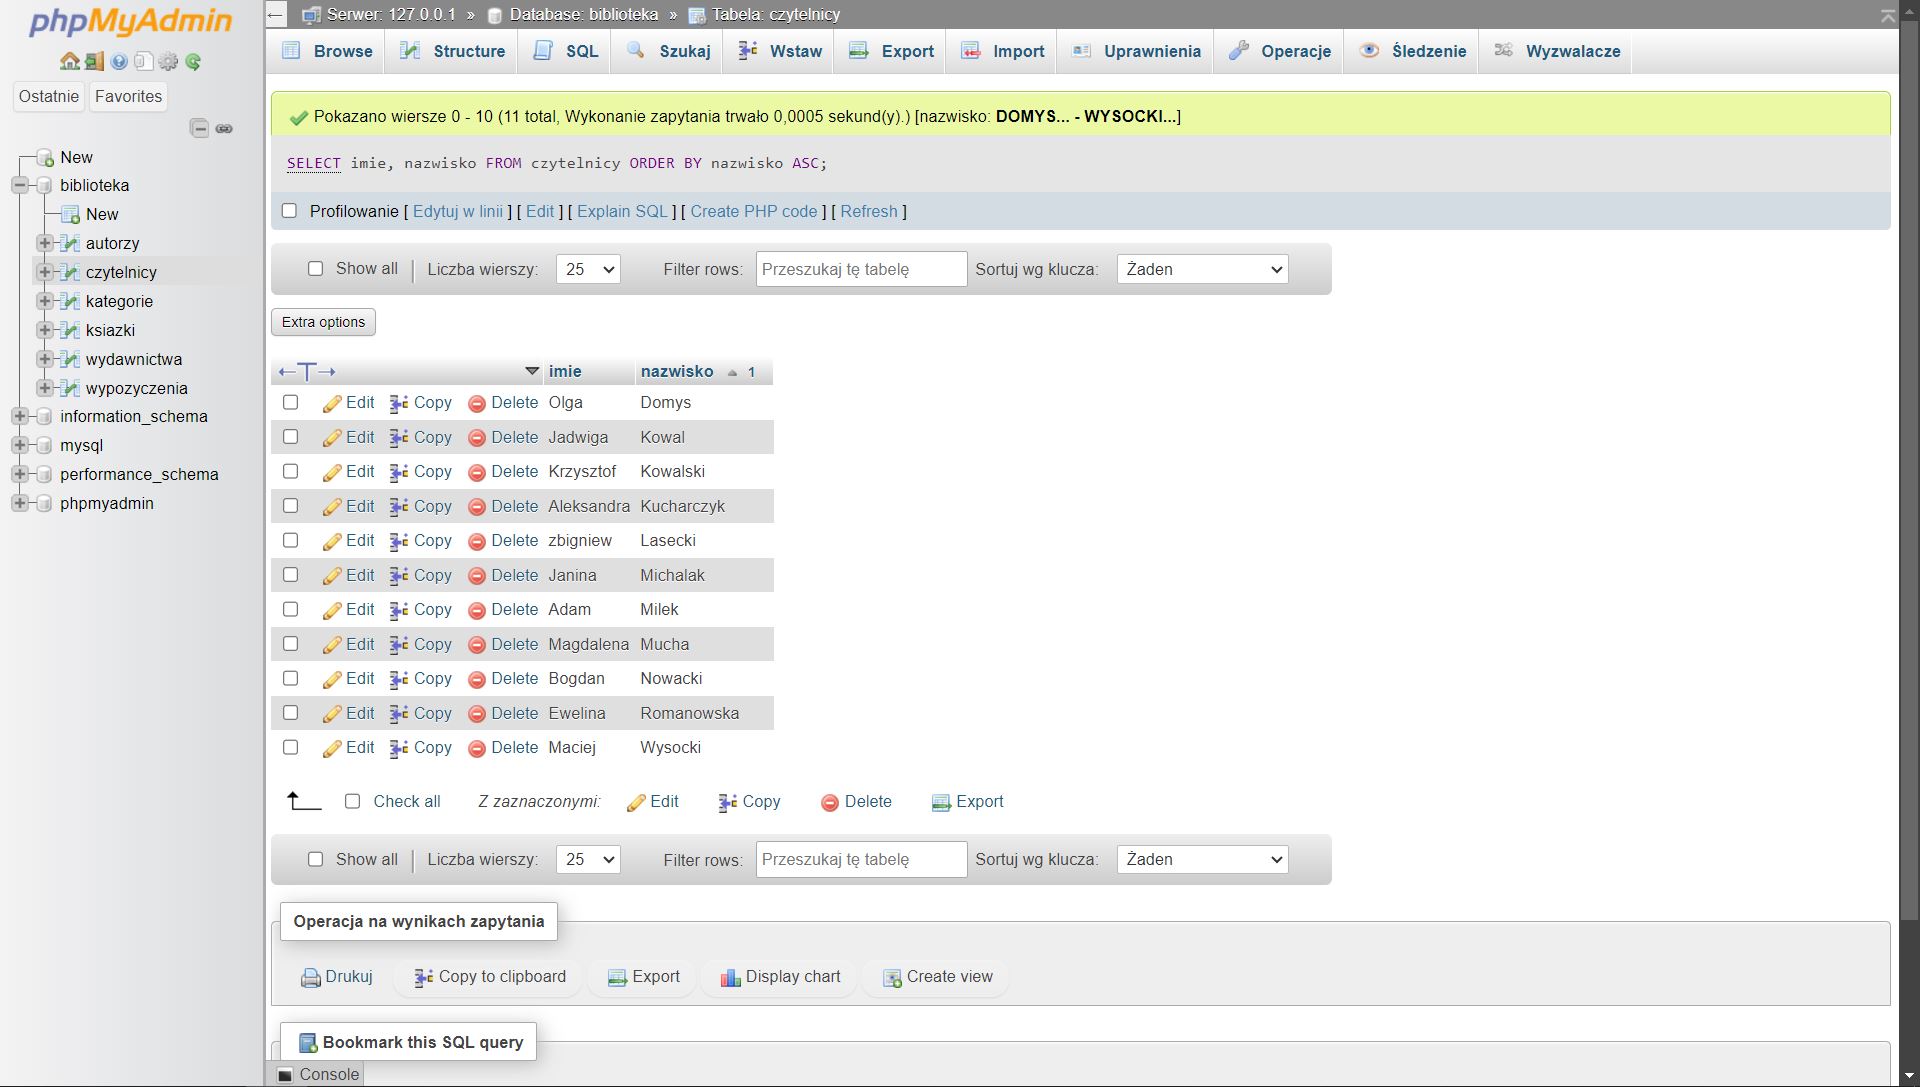 phpMyAdmin
Ostatnie Favorites
New
biblioteka
New
autorzy
czytelnicy
kategorie
ksiazki
wydawnictwa
wypozyczenia
information_schema
mysql
performance_schema
phpmyadmin
Serwer: 127.0.0.1 » Database: biblioteka » Tabela: czytelnicy
Browse Structure SQL Szukaj Wstaw Export Import Uprawnienia Operacje Śledzenie Wyzwalacze
Pokazano wiersze 0 - 10 (11 total, Wykonanie zapytania trwało 0,0005 sekund(y).) [nazwisko: DOMYS... - WYSOCKI...]
SELECT imie, nazwisko FROM czytelnicy ORDER BY nazwisko ASC;
Profilowanie [ Edytuj w linii ] [ Edit ] [ Explain SQL ] [ Create PHP code ] [ Refresh ]
Show all | Liczba wierszy: 25 Filter rows: Przeszukaj tę tabelę Sortuj wg klucza: Żaden
Extra options
←T→ imie nazwisko 1
Edit Copy Delete Olga Domys
Edit Copy Delete Jadwiga Kowal
Edit Copy Delete Krzysztof Kowalski
Edit Copy Delete Aleksandra Kucharczyk
Edit Copy Delete zbigniew Lasecki
Edit Copy Delete Janina Michalak
Edit Copy Delete Adam Milek
Edit Copy Delete Magdalena Mucha
Edit Copy Delete Bogdan Nowacki
Edit Copy Delete Ewelina Romanowska
Edit Copy Delete Maciej Wysocki
Check all Z zaznaczonymi: Edit Copy Delete Export
Show all | Liczba wierszy: 25 Filter rows: Przeszukaj tę tabelę Sortuj wg klucza: Żaden
Operacja na wynikach zapytania
Drukuj Copy to clipboard Export Display chart Create view
Bookmark this SQL query
Console